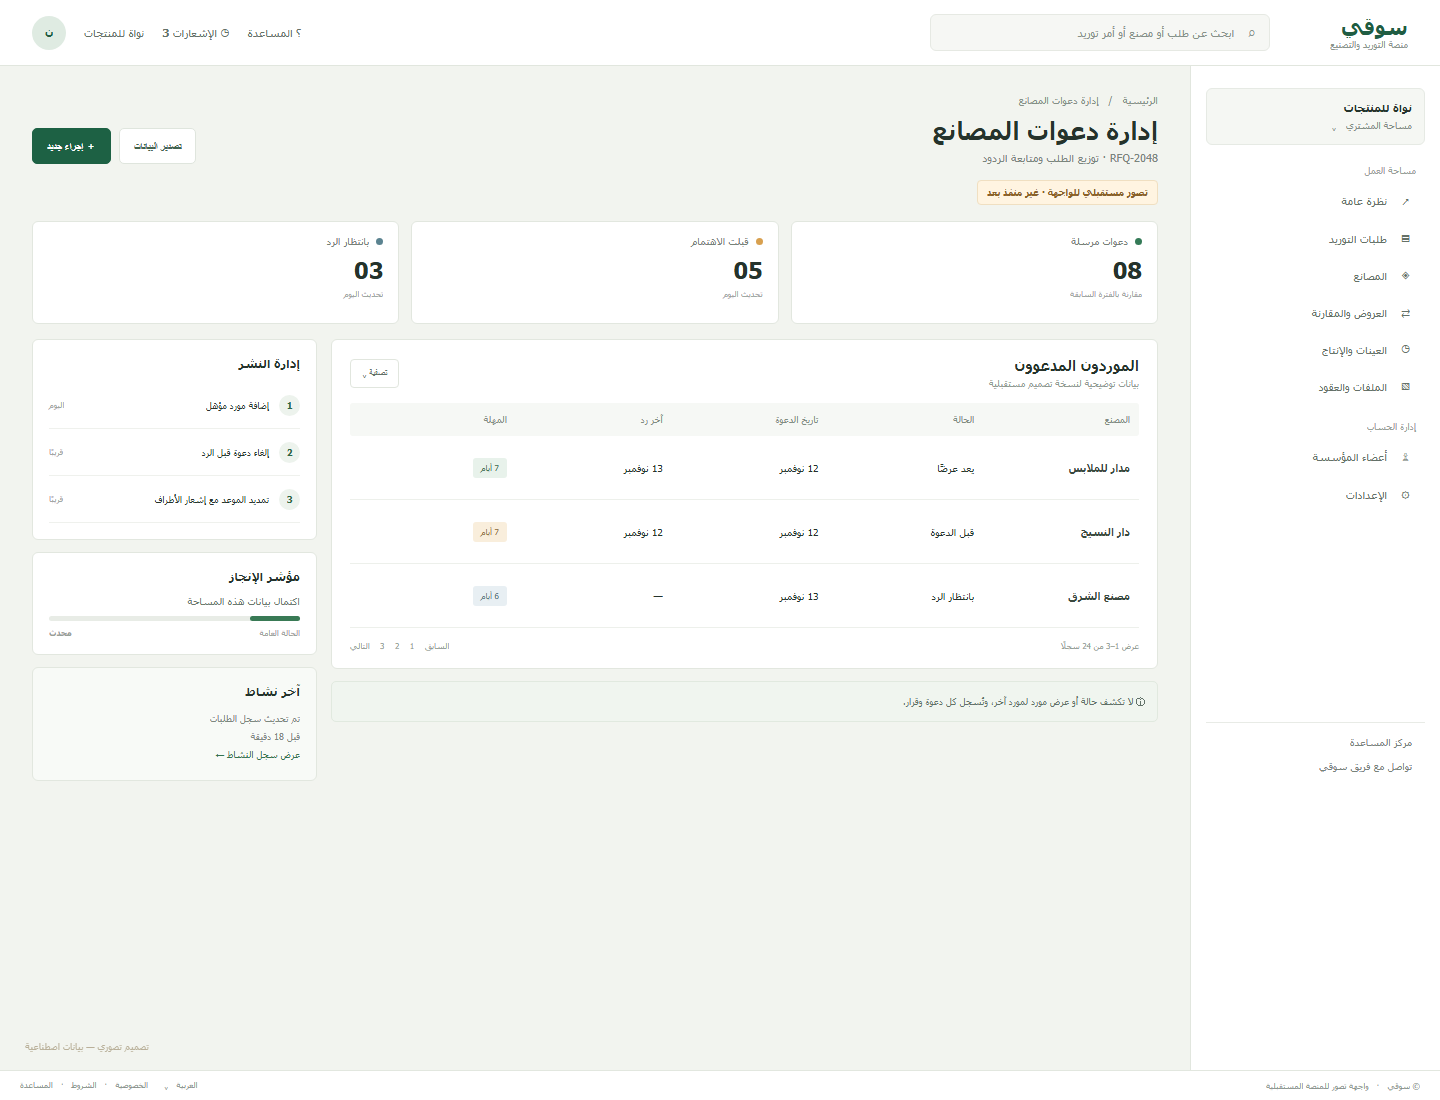 سوقي
منصة التوريد والتصنيع
ابحث عن طلب أو مصنع أو أمر توريد
؟ المساعدة
الإشعارات 3
نواة للمنتجات
ن
نواة للمنتجات
مساحة المشتري
مساحة العمل
نظرة عامة
طلبات التوريد
المصانع
العروض والمقارنة
العينات والإنتاج
الملفات والعقود
إدارة الحساب
أعضاء المؤسسة
الإعدادات
مركز المساعدة
تواصل مع فريق سوقي
الرئيسية / إدارة دعوات المصانع
إدارة دعوات المصانع
RFQ-2048 · توزيع الطلب ومتابعة الردود
تصور مستقبلي للواجهة · غير منفذ بعد
تصدير البيانات
+ إجراء جديد
دعوات مرسلة
08
مقارنة بالفترة السابقة
قبلت الاهتمام
05
تحديث اليوم
بانتظار الرد
03
تحديث اليوم
الموردون المدعوون
بيانات توضيحية لنسخة تصميم مستقبلية
تصفية
المصنع الحالة تاريخ الدعوة آخر رد المهلة
مدار للملابس يعد عرضًا 12 نوفمبر 13 نوفمبر 7 أيام
دار النسيج قبل الدعوة 12 نوفمبر 12 نوفمبر 7 أيام
مصنع الشرق بانتظار الرد 13 نوفمبر — 6 أيام
عرض 1–3 من 24 سجلًا
السابق 1 2 3 التالي
لا تكشف حالة أو عرض مورد لمورد آخر، وتُسجل كل دعوة وقرار.
إدارة النشر
1 إضافة مورد مؤهل اليوم
2 إلغاء دعوة قبل الرد قريبًا
3 تمديد الموعد مع إشعار الأطراف قريبًا
مؤشر الإنجاز
اكتمال بيانات هذه المساحة
الحالة العامة محدث
آخر نشاط
تم تحديث سجل الطلبات
قبل 18 دقيقة
عرض سجل النشاط ←
تصميم تصوري — بيانات اصطناعية
© سوقي · واجهة تصور للمنصة المستقبلية
العربية الخصوصية · الشروط · المساعدة